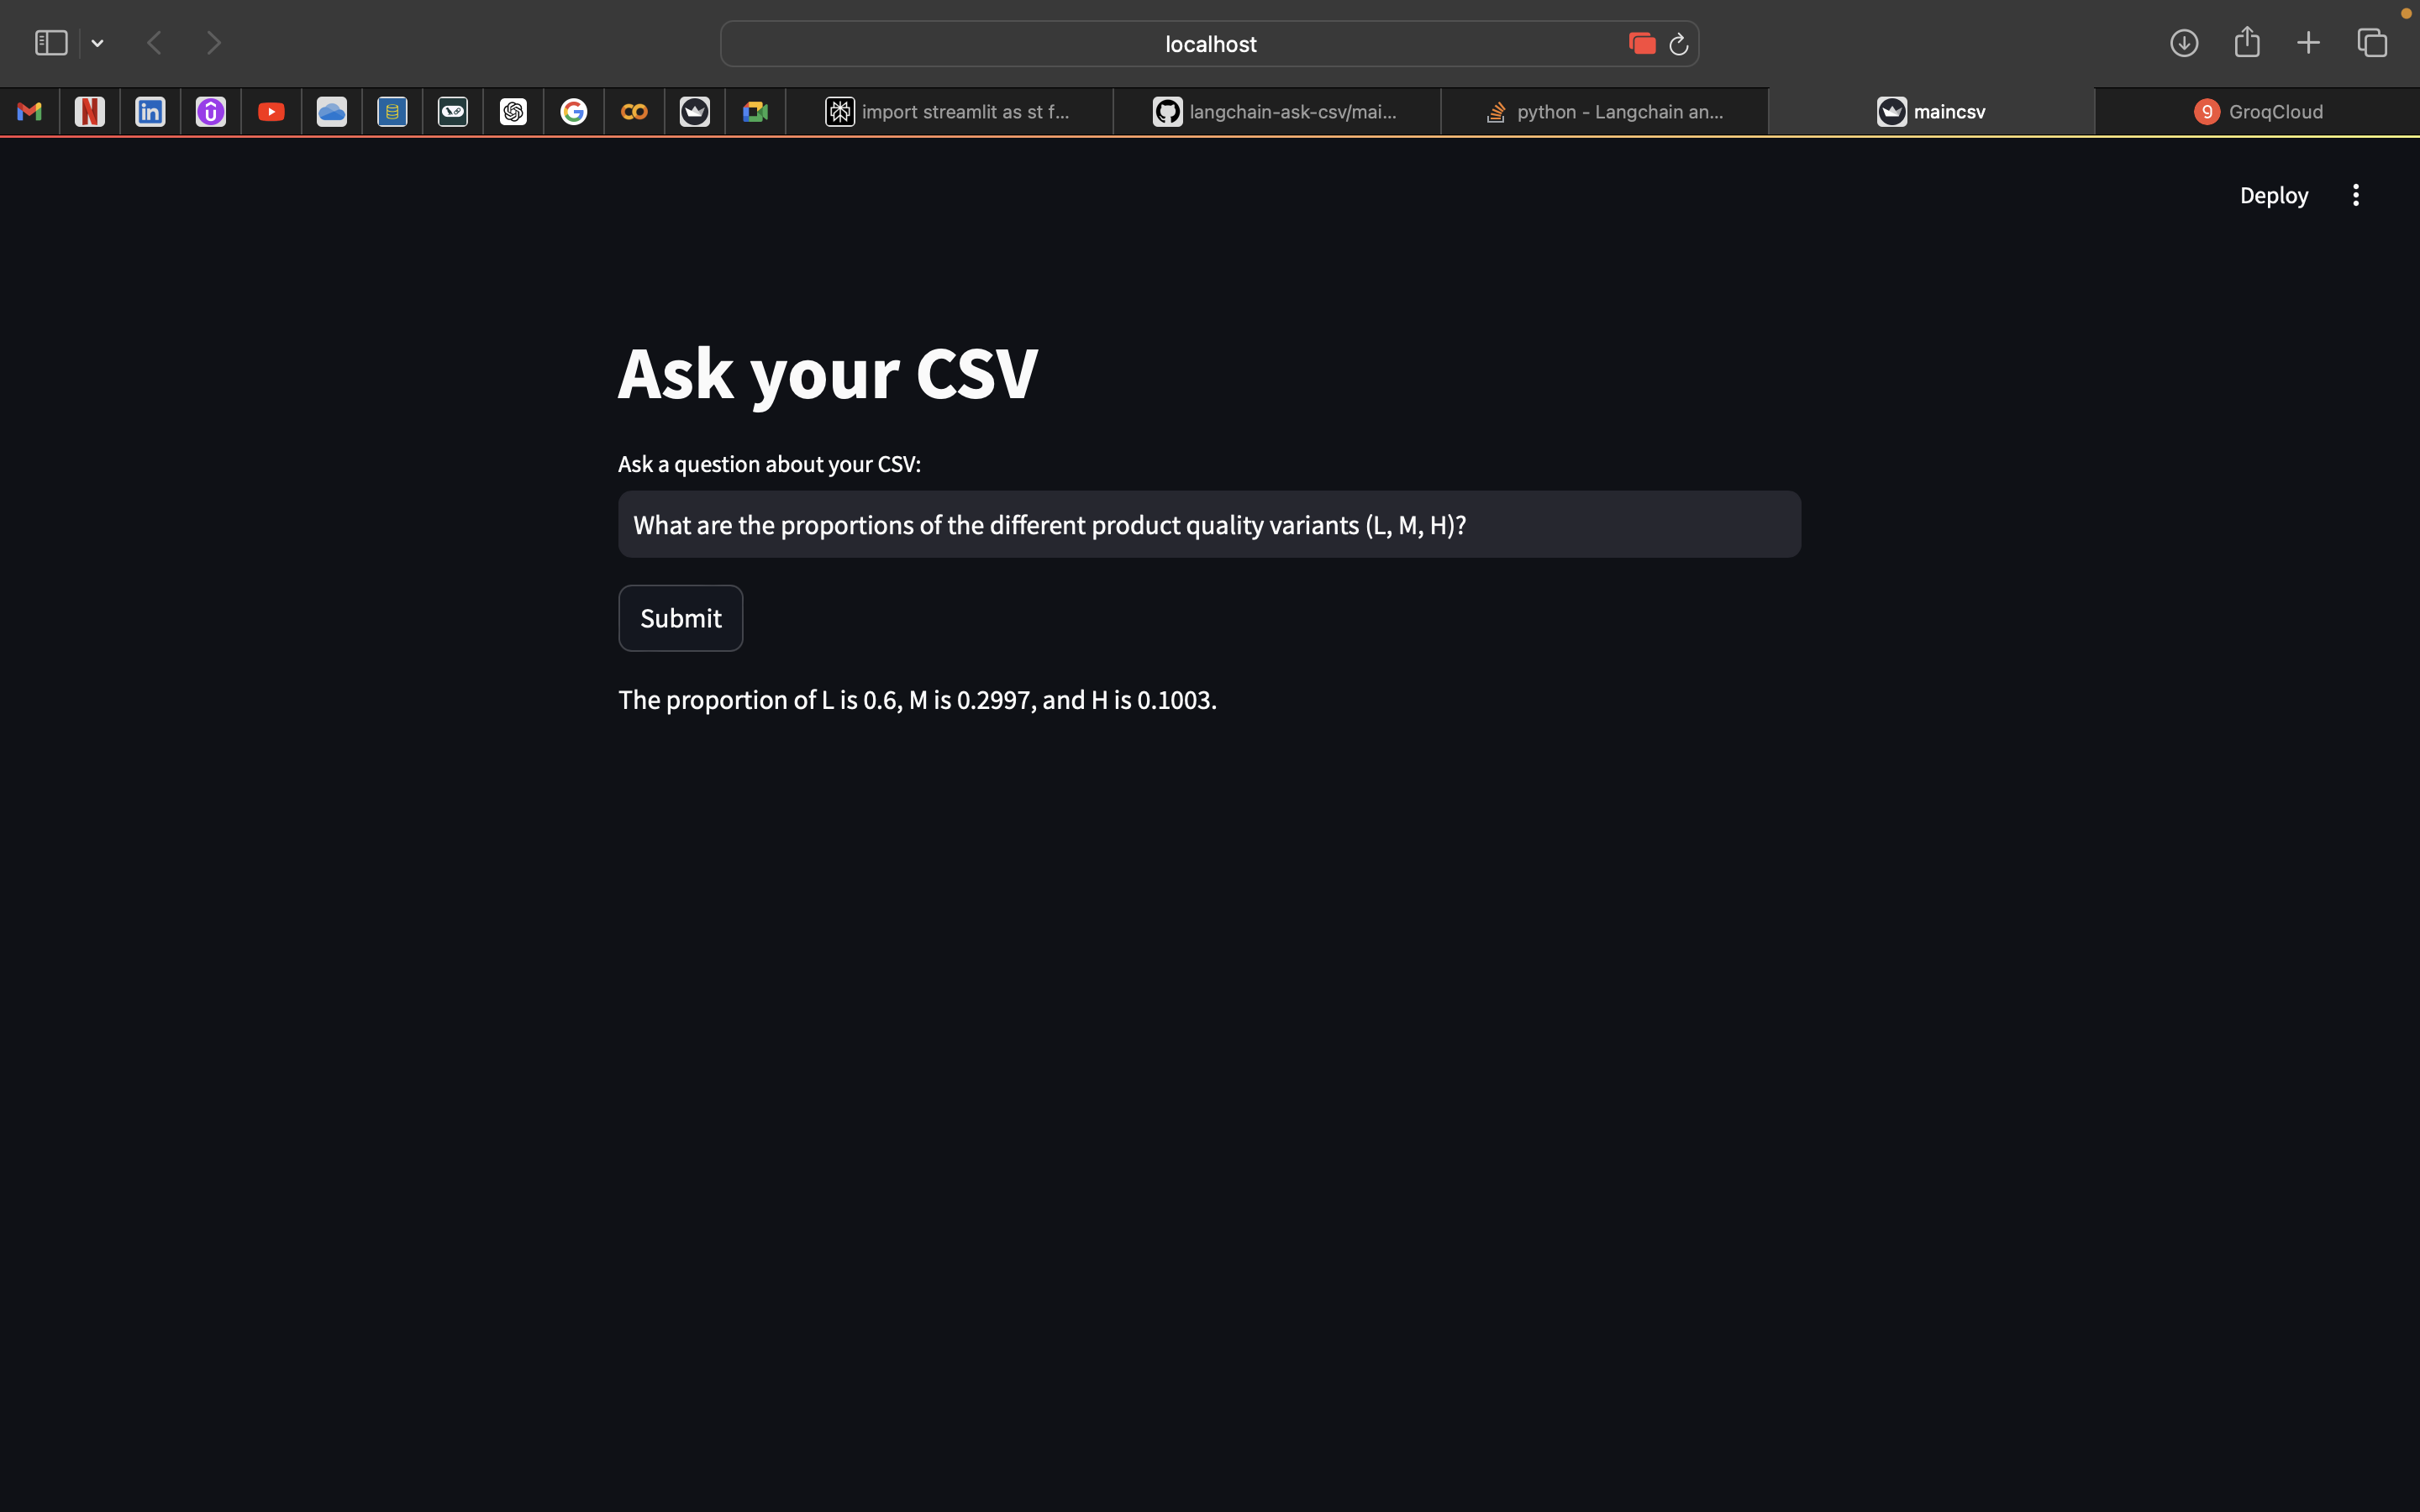 localhost
import streamlit as st f...
langchain-ask-csv/mai...
python - Langchain an...
maincsv
9 GroqCloud
Deploy
Ask your CSV
Ask a question about your CSV:
What are the proportions of the different product quality variants (L, M, H)?
Submit
The proportion of L is 0.6, M is 0.2997, and H is 0.1003.